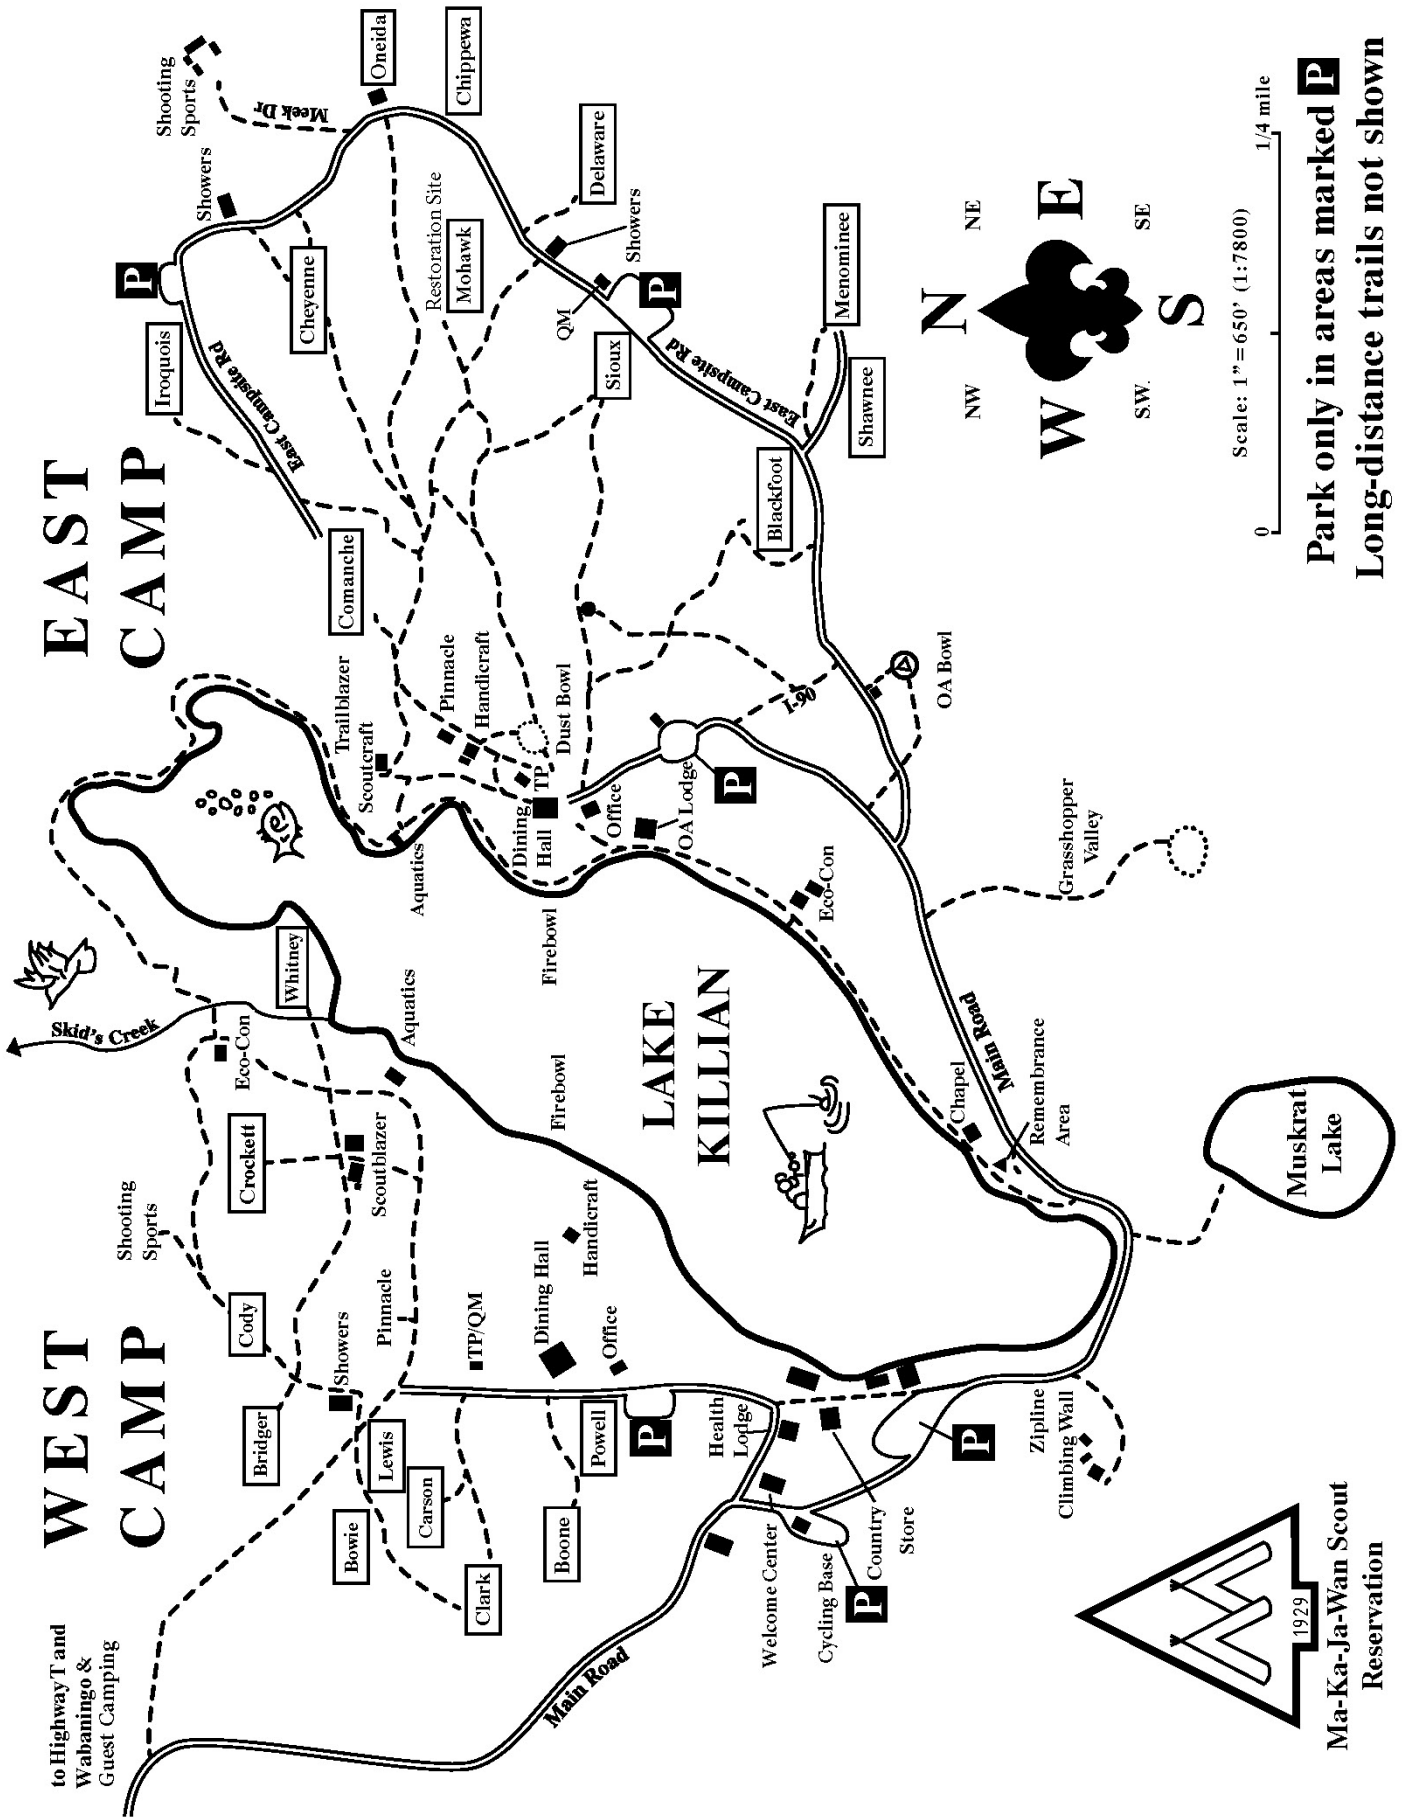 WEST
CAMP
EAST
CAMP
to Highway T and
Wabaningo &
Guest Camping
Main Road
Bridger
Cody
Shooting
Sports
Crockett
Eco-Con
Skid's Creek
Whitney
Showers
Bowie
Lewis
Pinnacle
Scoutblazer
Aquatics
Carson
Clark
TP/QM
Boone
Powell
Dining Hall
Office
Handicraft
Firebowl
P
Health
Lodge
Welcome Center
Cycling Base
P
Country
Store
P
Zipline
Climbing Wall
LAKE
KILLIAN
Chapel
Remembrance
Area
Main Road
Muskrat
Lake
Grasshopper
Valley
Eco-Con
OA Bowl
I-90
P
OA Lodge
Office
Firebowl
Dining
Hall
TP
Dust Bowl
Aquatics
Trailblazer
Scoutcraft
Pinnacle
Handicraft
Comanche
Iroquois
East Campsite Rd
P
Showers
Cheyenne
Shooting
Sports
Meek Dr
Oneida
Chippewa
Restoration Site
Mohawk
Delaware
Showers
QM
P
Sioux
East Campsite Rd
Blackfoot
Menominee
Shawnee
N
NE
E
SE
S
S.W.
W
NW
Scale: 1"=650' (1:7800)
0
1/4 mile
Park only in areas marked P
Long-distance trails not shown
1929
Ma-Ka-Ja-Wan Scout
Reservation